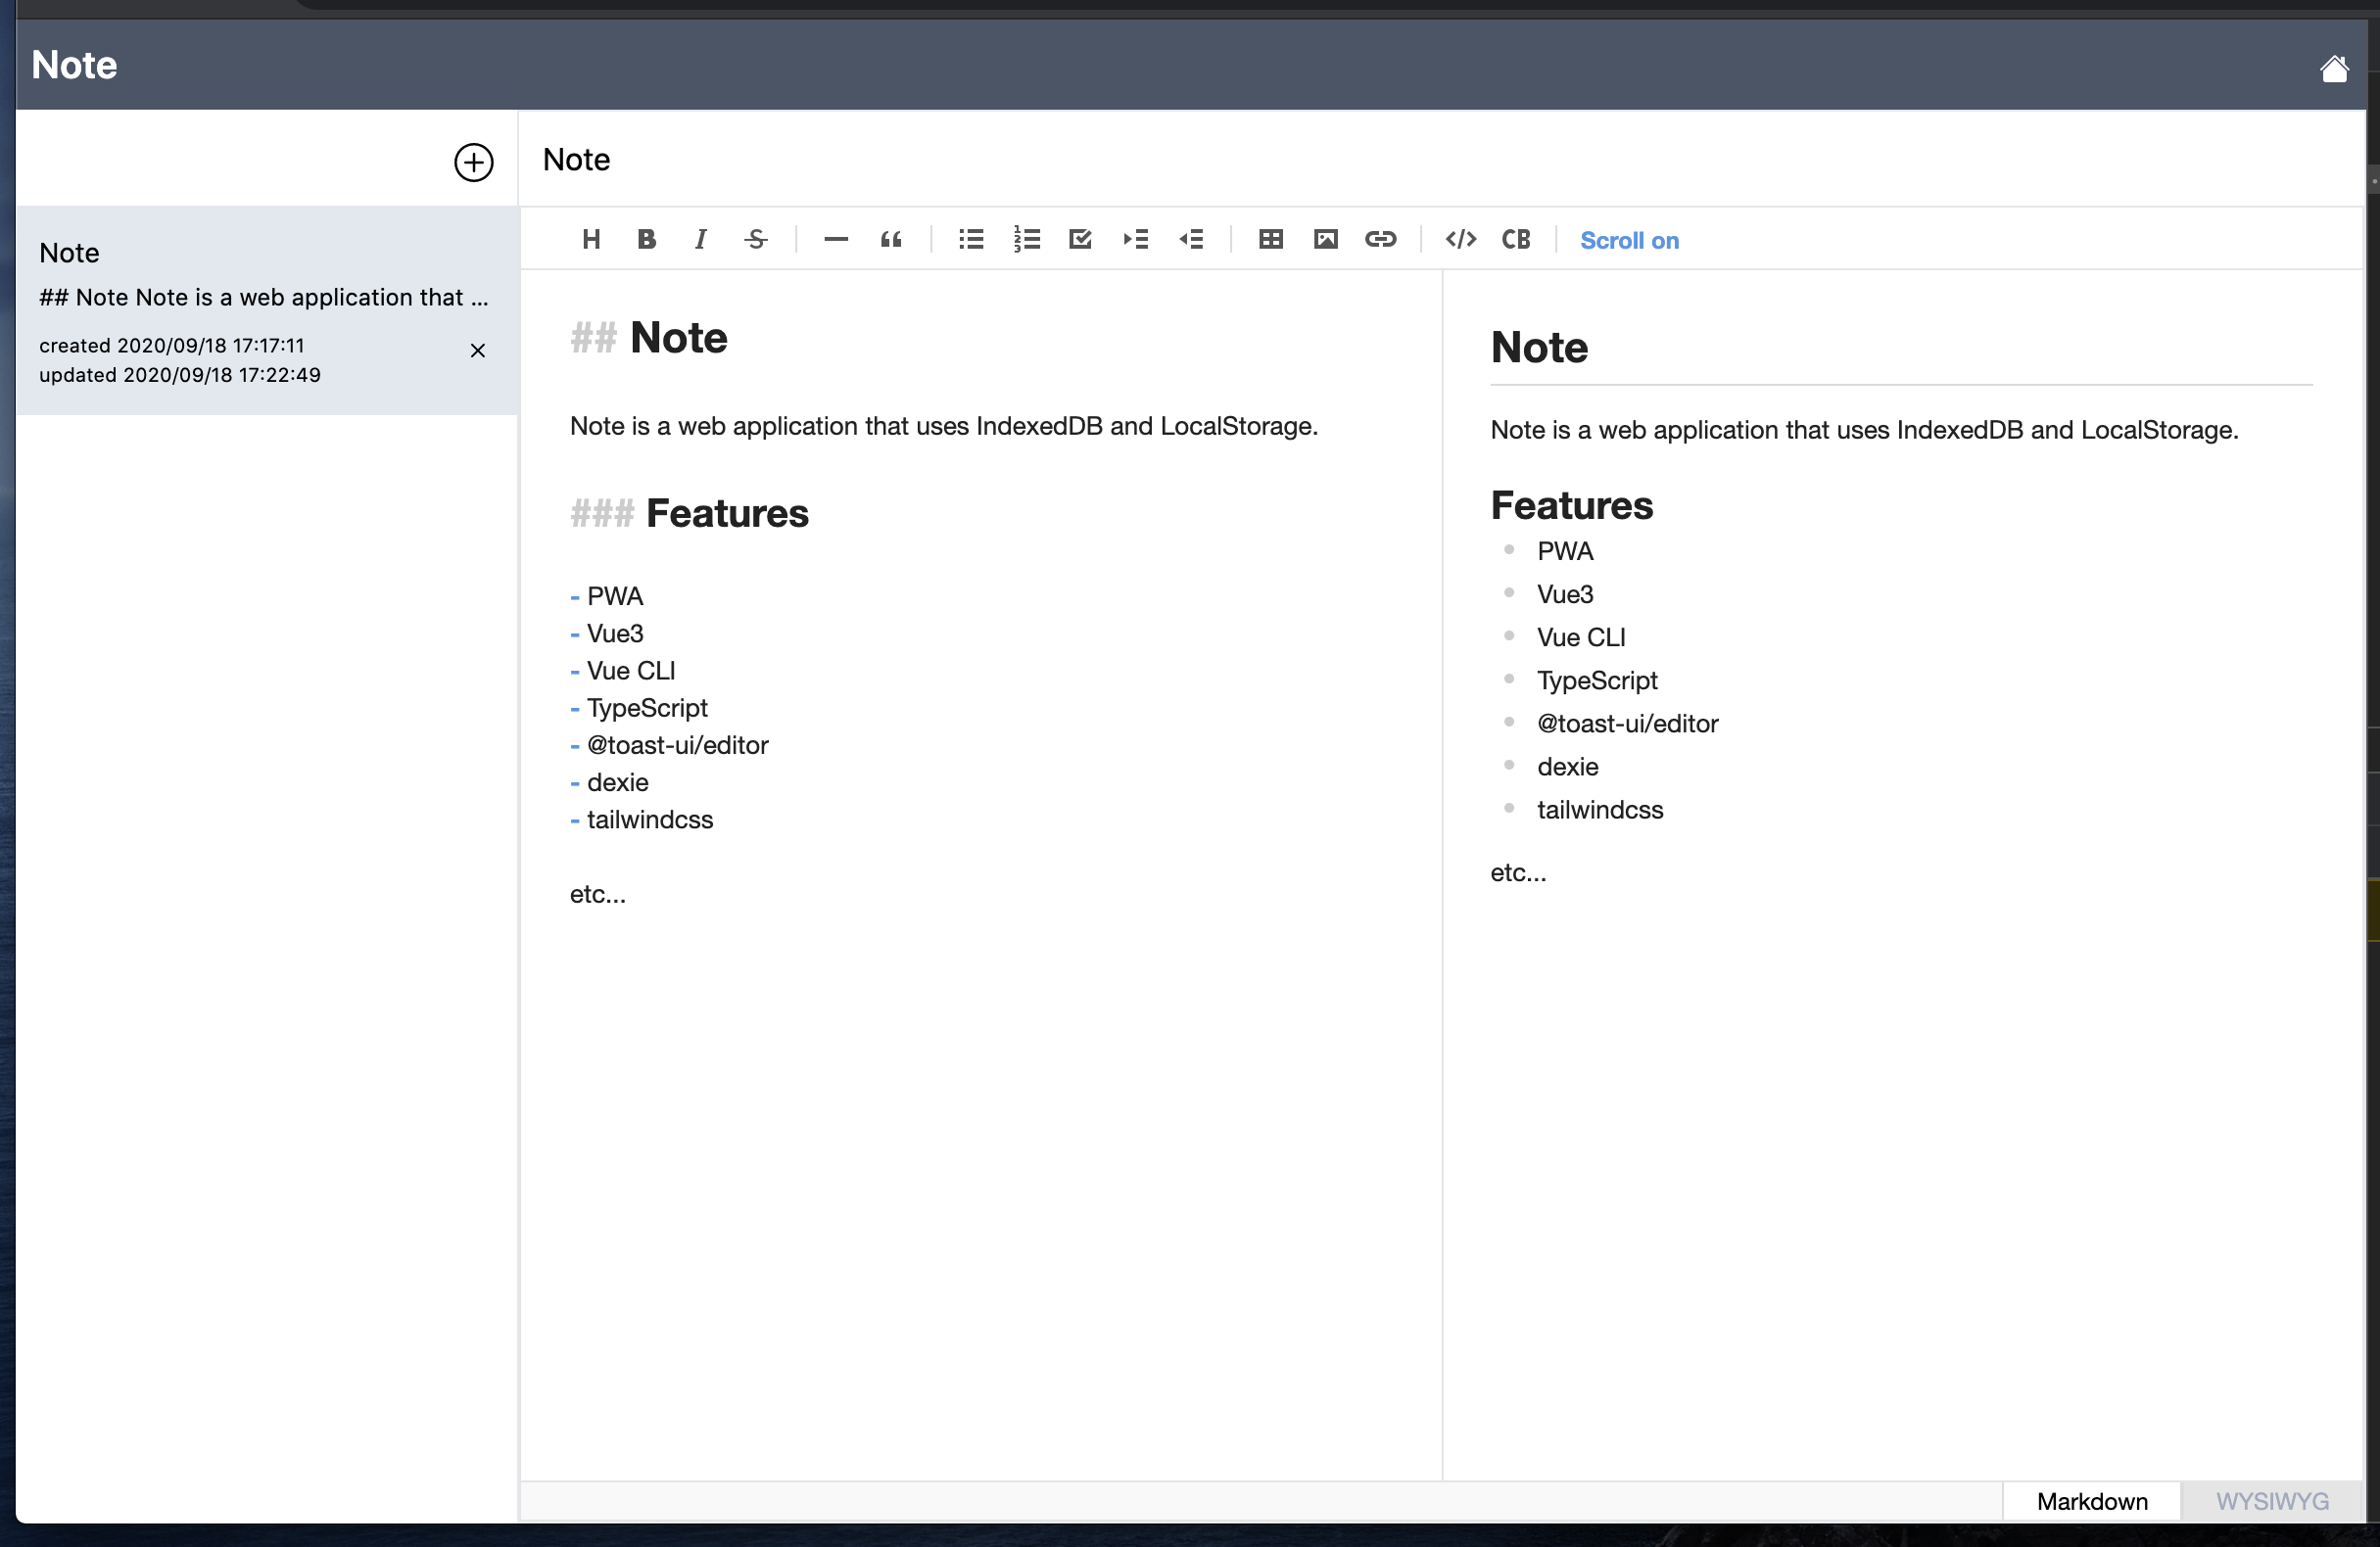 Note
Note
## Note Note is a web application that ...
created 2020/09/18 17:17:11
updated 2020/09/18 17:22:49
Note
H B I S CB Scroll on
## Note
Note is a web application that uses IndexedDB and LocalStorage.
### Features
- PWA
- Vue3
- Vue CLI
- TypeScript
- @toast-ui/editor
- dexie
- tailwindcss
etc...
Note
Note is a web application that uses IndexedDB and LocalStorage.
Features
PWA
Vue3
Vue CLI
TypeScript
@toast-ui/editor
dexie
tailwindcss
etc...
Markdown WYSIWYG